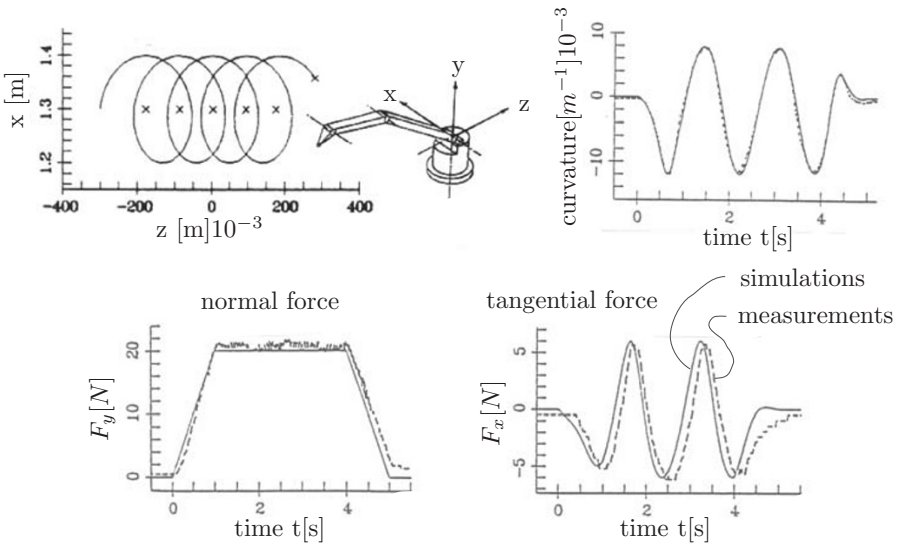 x [m]
1.4
1.3
1.2
-400
-200
0
200
400
z [m]10−3
x
y
z
curvature[m−1]10−3
10
0
-10
0
2
4
time t[s]
normal force
Fy[N]
20
10
0
0
2
4
time t[s]
tangential force
simulations
measurements
Fx[N]
5
0
-5
0
2
4
time t[s]